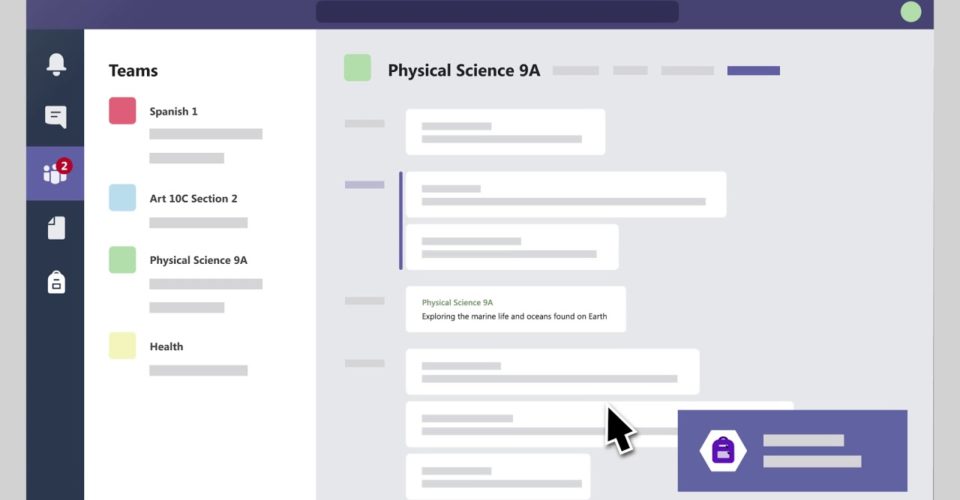 Teams
Spanish 1
Art 10C Section 2
Physical Science 9A
Health
2
Physical Science 9A
Physical Science 9A
Exploring the marine life and oceans found on Earth